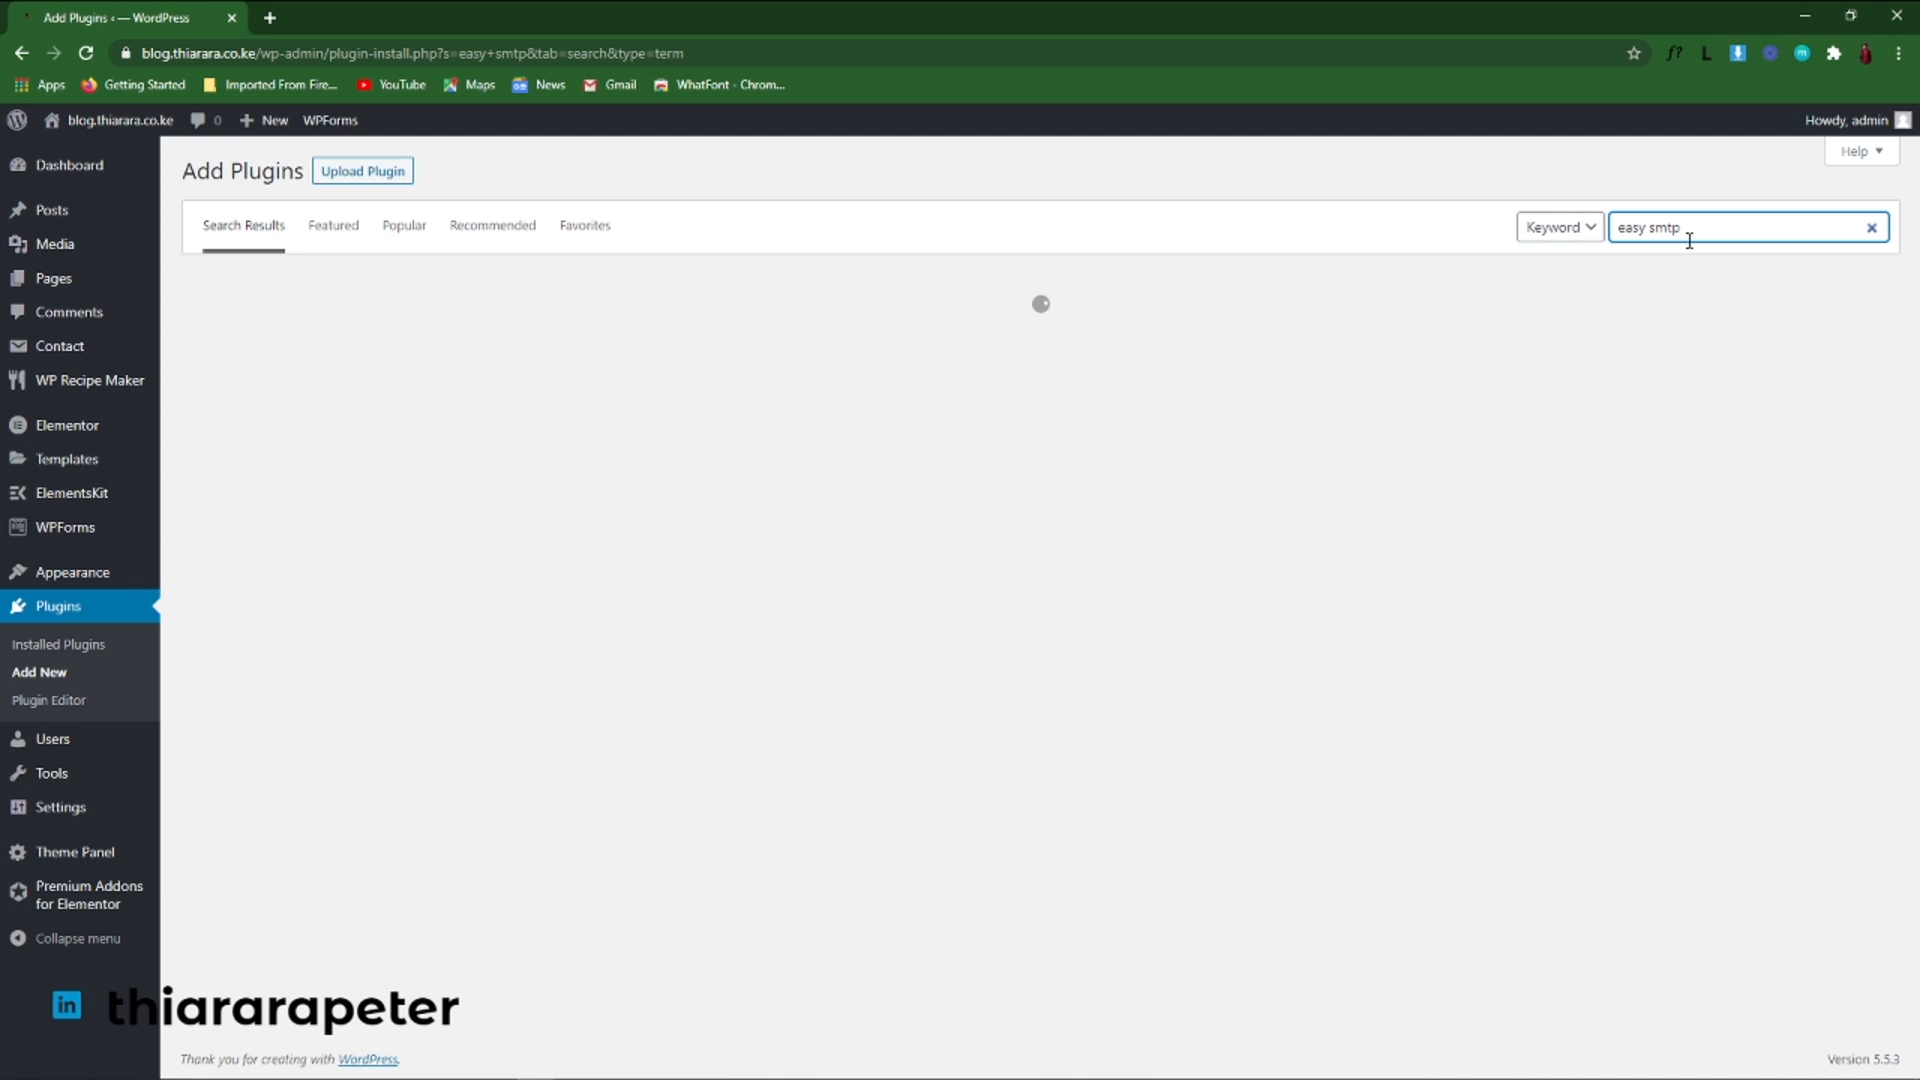 Add Plugins ‹ — WordPress
blog.thiarara.co.ke/wp-admin/plugin-install.php?s=easy+smtp&tab=search&type=term
f?
L
m
Apps
Getting Started
Imported From Fire...
YouTube
Maps
News
Gmail
WhatFont - Chrom...
blog.thiarara.co.ke
0
New
WPForms
Howdy, admin
Dashboard
Posts
Media
Pages
Comments
Contact
WP Recipe Maker
Elementor
Templates
ElementsKit
WPForms
Appearance
Plugins
Installed Plugins
Add New
Plugin Editor
Users
Tools
Settings
Theme Panel
Premium Addons
for Elementor
Collapse menu
Add Plugins
Upload Plugin
Help
Search Results
Featured
Popular
Recommended
Favorites
Keyword
easy smtp
in
thiararapeter
Thank you for creating with WordPress.
Version 5.5.3